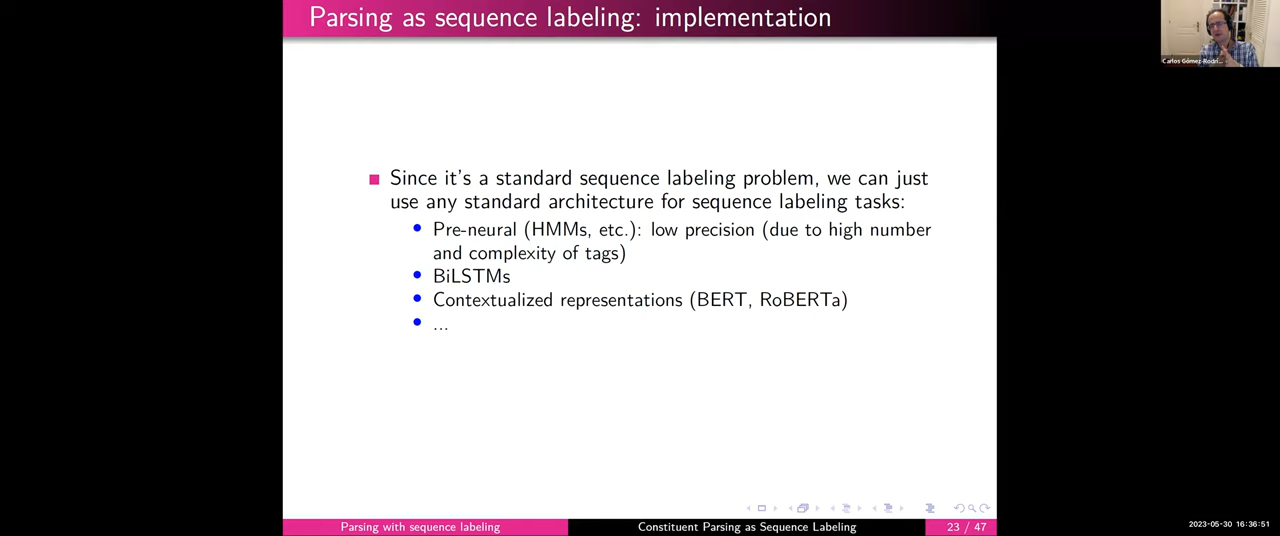 Parsing as sequence labeling: implementation
Carlos Gómez-Rodrí...
Since it's a standard sequence labeling problem, we can just
use any standard architecture for sequence labeling tasks:
Pre-neural (HMMs, etc.): low precision (due to high number
and complexity of tags)
BiLSTMs
Contextualized representations (BERT, RoBERTa)
...
Parsing with sequence labeling
Constituent Parsing as Sequence Labeling
23 / 47
2023-05-30 16:36:51